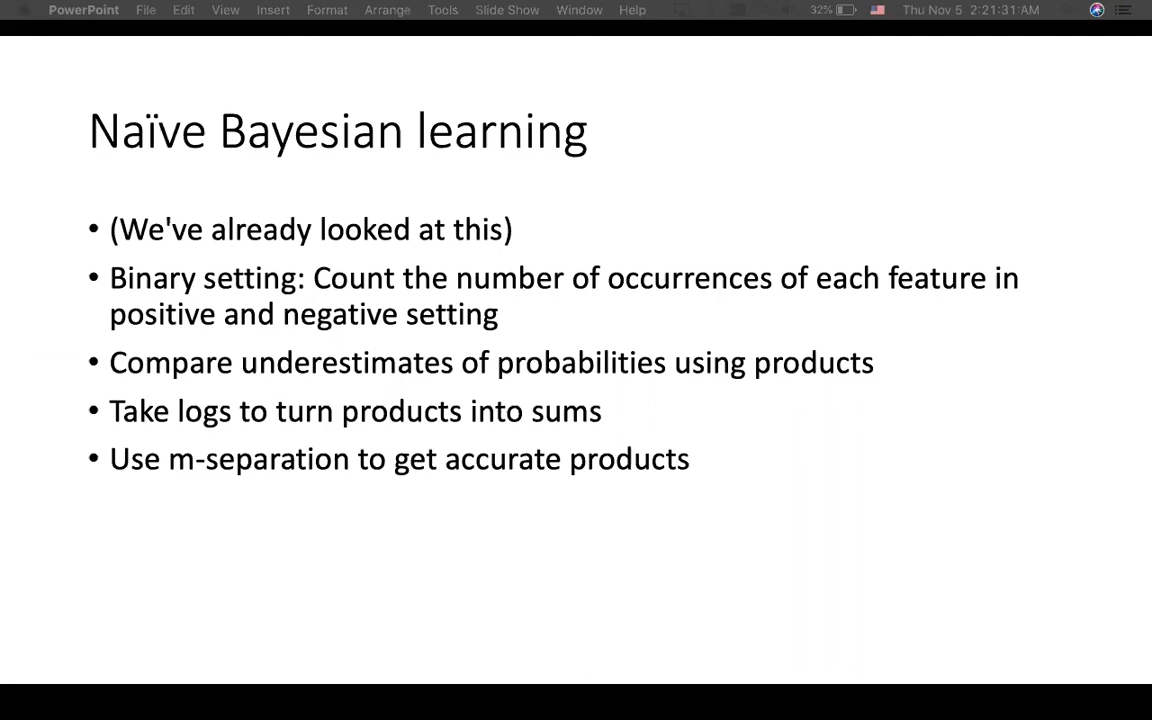 PowerPoint File Edit View Insert Format Arrange Tools Slide Show Window Help 32% Thu Nov 5 2:21:31 AM
Naïve Bayesian learning
• (We've already looked at this)
• Binary setting: Count the number of occurrences of each feature in
positive and negative setting
• Compare underestimates of probabilities using products
• Take logs to turn products into sums
• Use m-separation to get accurate products